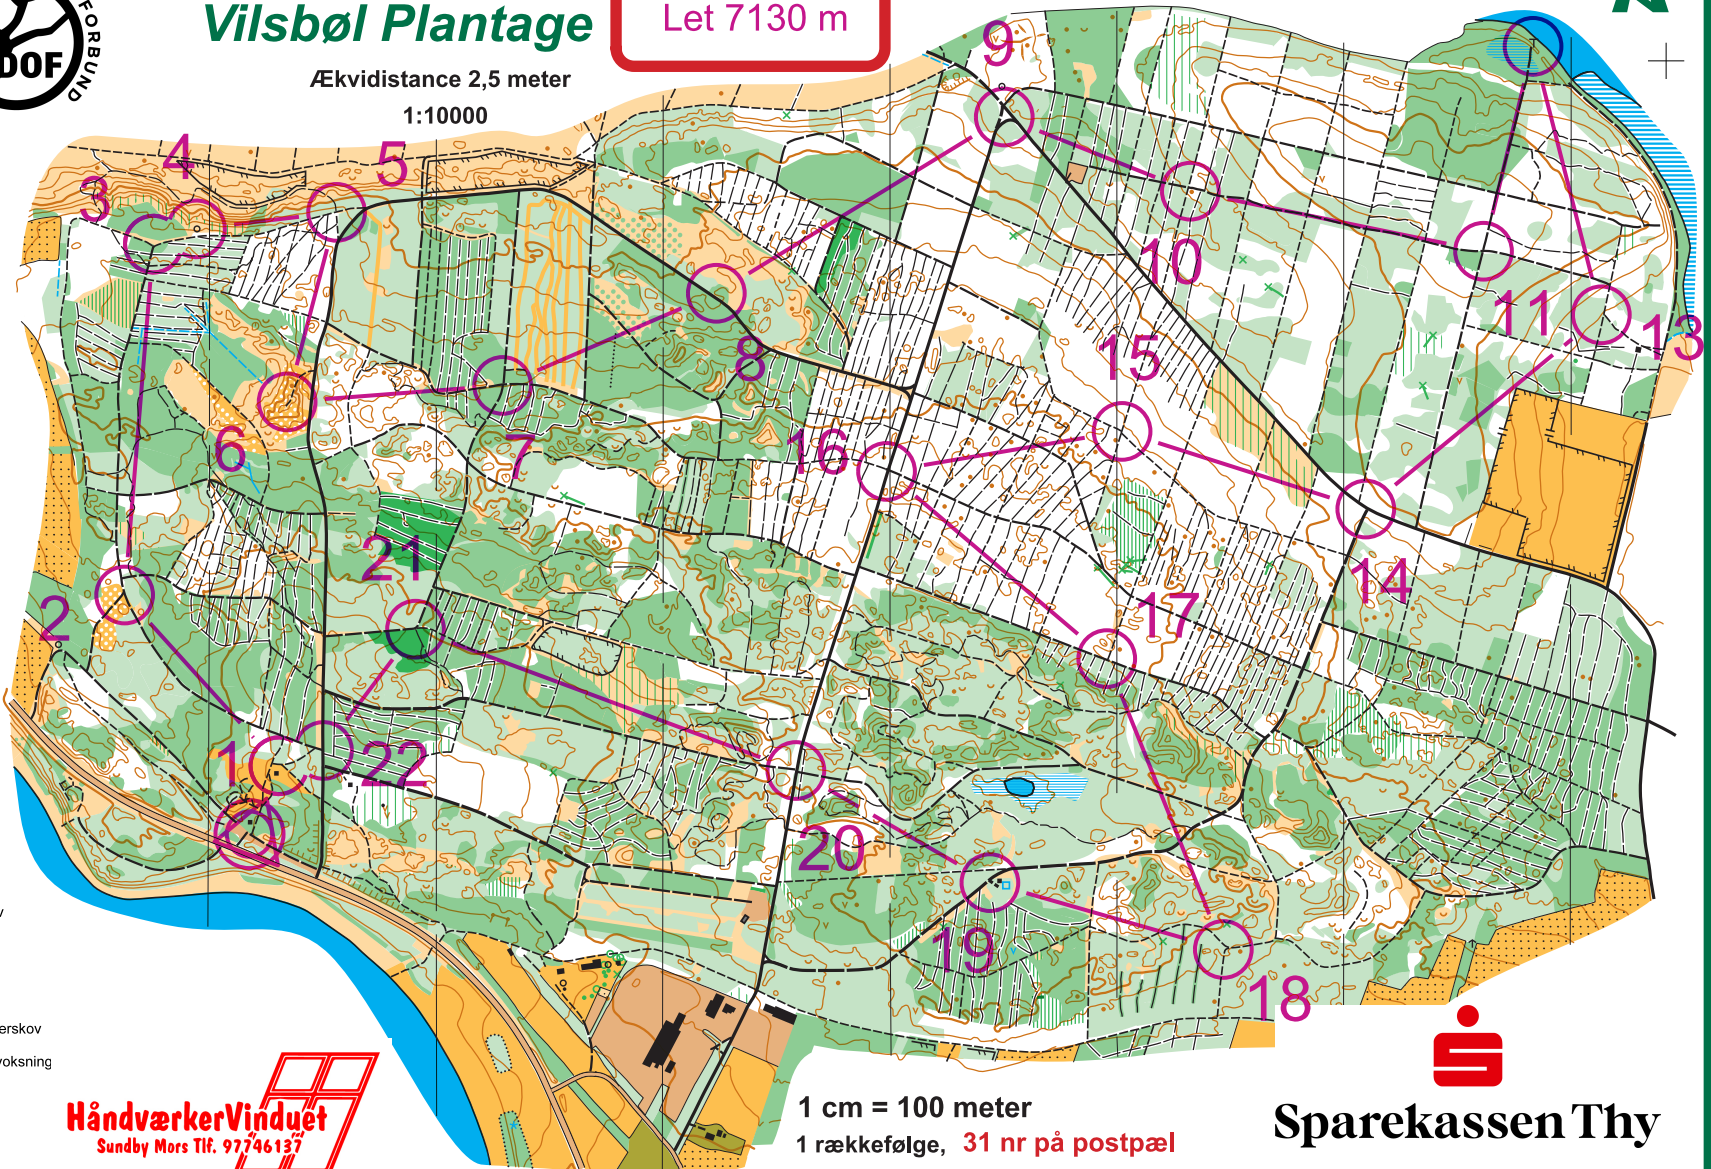 FORBUND
DOF
Vilsbøl Plantage
Let 7130 m
Ækvidistance 2,5 meter
1:10000
9
4
5
3
10
11
13
8
15
6
7
16
21
14
2
17
1
22
20
19
18
erskov
voksning
HåndværkerVinduet
Sundby Mors Tlf. 97746137
1 cm = 100 meter
1 rækkefølge, 31 nr på postpæl
Sparekassen Thy